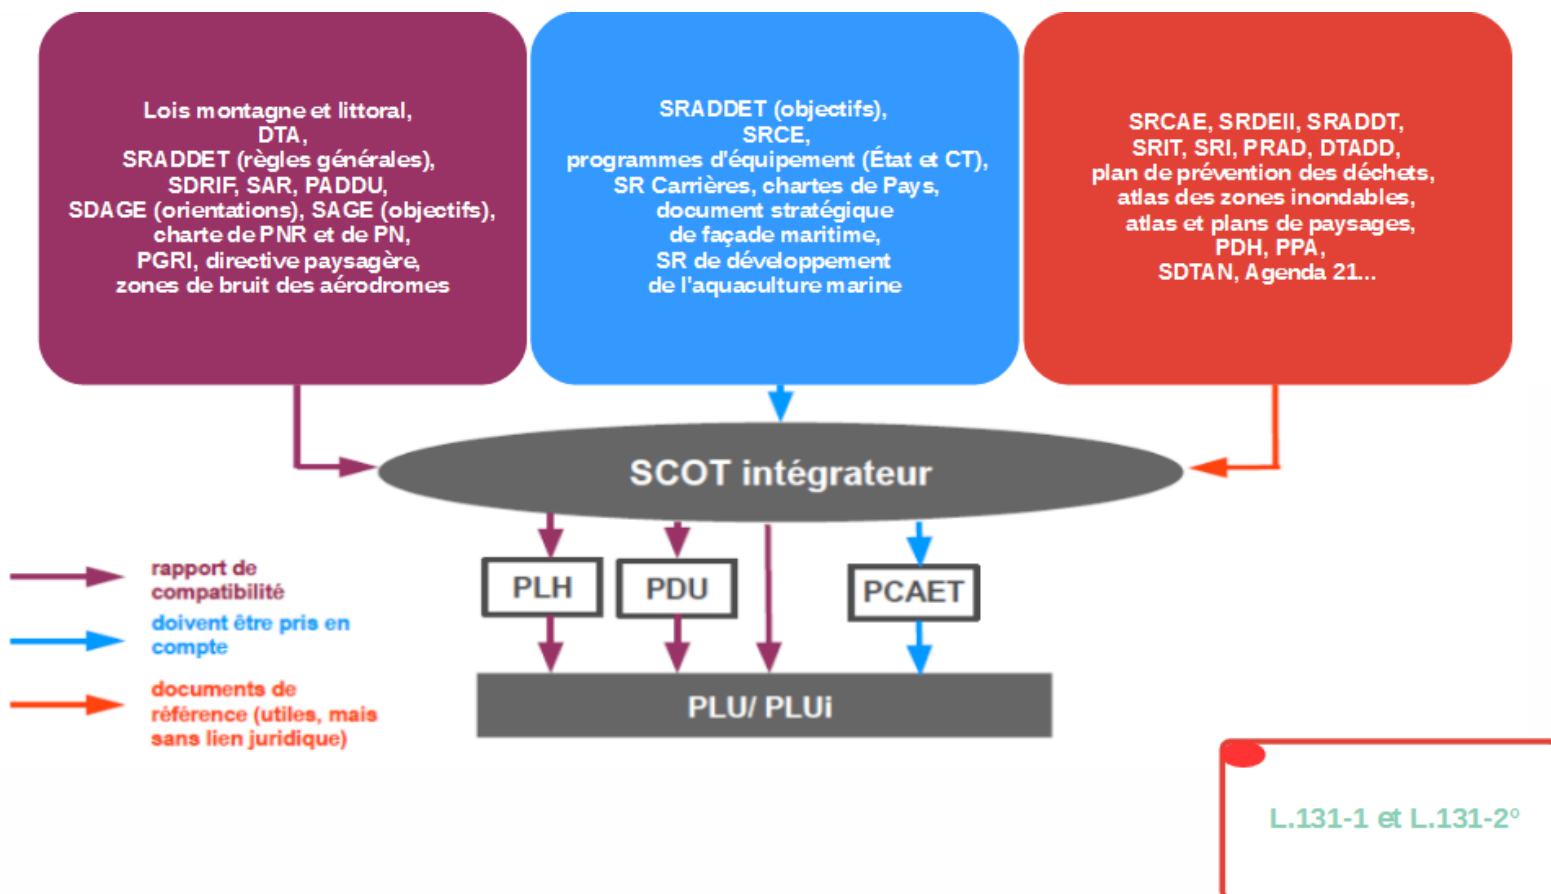 Lois montagne et littoral,
DTA,
SRADDET (règles générales),
SDRIF, SAR, PADDU,
SDAGE (orientations), SAGE (objectifs),
charte de PNR et de PN,
PGRI, directive paysagère,
zones de bruit des aérodromes
SRADDET (objectifs),
SRCE,
programmes d'équipement (État et CT),
SR Carrières, chartes de Pays,
document stratégique
de façade maritime,
SR de développement
de l'aquaculture marine
SRCAE, SRDEII, SRADDT,
SRIT, SRI, PRAD, DTADD,
plan de prévention des déchets,
atlas des zones inondables,
atlas et plans de paysages,
PDH, PPA,
SDTAN, Agenda 21...
SCOT intégrateur
rapport de
compatibilité
doivent être pris en
compte
documents de
référence (utiles, mais
sans lien juridique)
PLH
PDU
PCAET
PLU/ PLUi
L.131-1 et L.131-2°